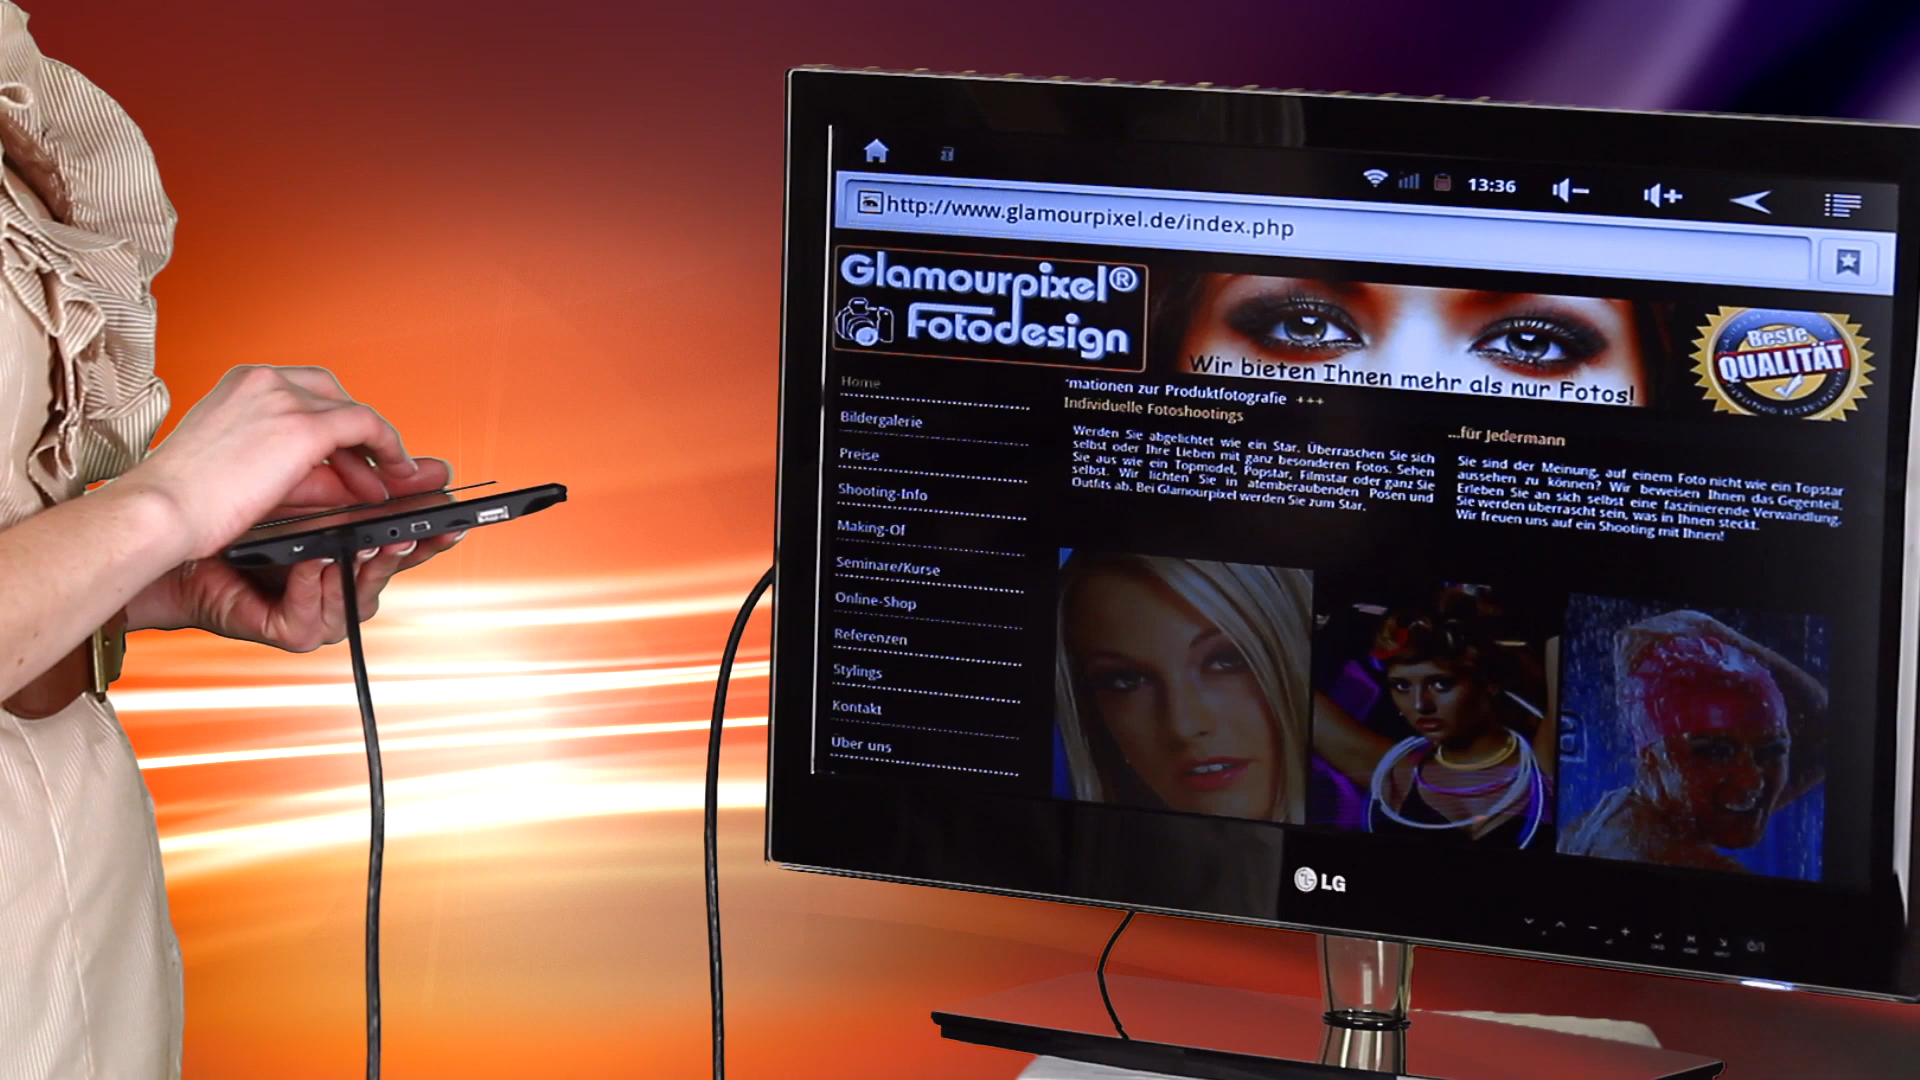 13:36
http://www.glamourpixel.de/index.php
Glamourpixel®
Fotodesign
Wir bieten Ihnen mehr als nur Fotos!
Beste
QUALITÄT
Home
Bildergalerie
Preise
Shooting-Info
Making-Of
Seminare/Kurse
Online-Shop
Referenzen
Stylings
Kontakt
Über uns
mationen zur Produktfotografie +++
Individuelle Fotoshootings
Werden Sie abgelichtet wie ein Star. Überraschen Sie sich
selbst oder Ihre Lieben mit ganz besonderen Fotos. Sehen
Sie aus wie ein Topmodel, Popstar, Filmstar oder ganz Sie
selbst. Wir lichten Sie in atemberaubenden Posen und
Outfits ab. Bei Glamourpixel werden Sie zum Star.
...für Jedermann
Sie sind der Meinung, auf einem Foto nicht wie ein Topstar
aussehen zu können? Wir beweisen Ihnen das Gegenteil.
Erleben Sie an sich selbst eine faszinierende Verwandlung.
Sie werden überrascht sein, was in Ihnen steckt.
Wir freuen uns auf ein Shooting mit Ihnen!
LG